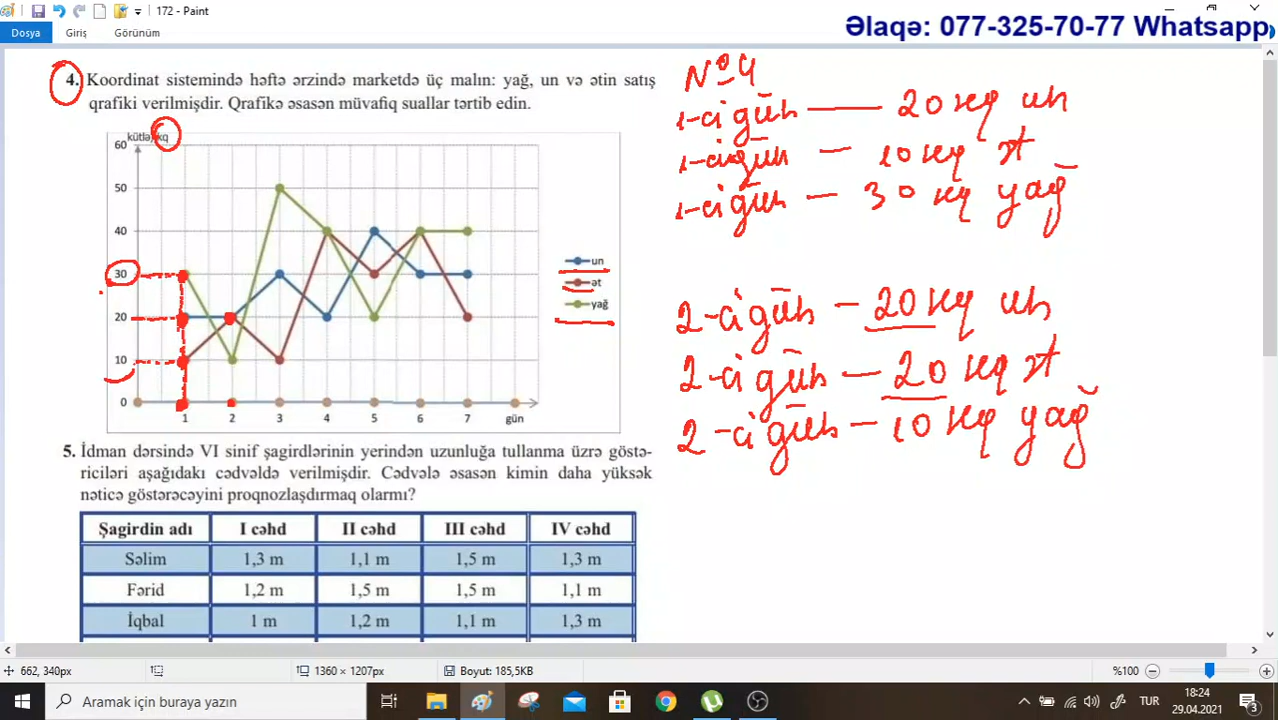 172 - Paint
Əlaqə: 077-325-70-77 Whatsapp
Dosya Giriş Görünüm
4. Koordinat sistemində həftə ərzində marketdə üç malın: yağ, un və ətin satış
qrafiki verilmişdir. Qrafikə əsasən müvafiq suallar tərtib edin.
kütlə, kq
60
50
40
30
20
10
0
1 2 3 4 5 6 7 gün
un
ət
yağ
№4
1-ci gün — 20 kq un
1-ci gün — 10 kq ət
1-ci gün — 30 kq yağ
2-ci gün — 20 kq un
2-ci gün — 20 kq ət
2-ci gün — 10 kq yağ
5. İdman dərsində VI sinif şagirdlərinin yerindən uzunluğa tullanma üzrə göstə-
riciləri aşağıdakı cədvəldə verilmişdir. Cədvələ əsasən kimin daha yüksək
nəticə göstərəcəyini proqnozlaşdırmaq olarmı?
Şagirdin adı I cəhd II cəhd III cəhd IV cəhd
Səlim 1,3 m 1,1 m 1,5 m 1,3 m
Fərid 1,2 m 1,5 m 1,5 m 1,1 m
İqbal 1 m 1,2 m 1,1 m 1,3 m
662, 340px 1360 × 1207px Boyut: 185,5KB %100
Aramak için buraya yazın TUR 18:24
29.04.2021 3